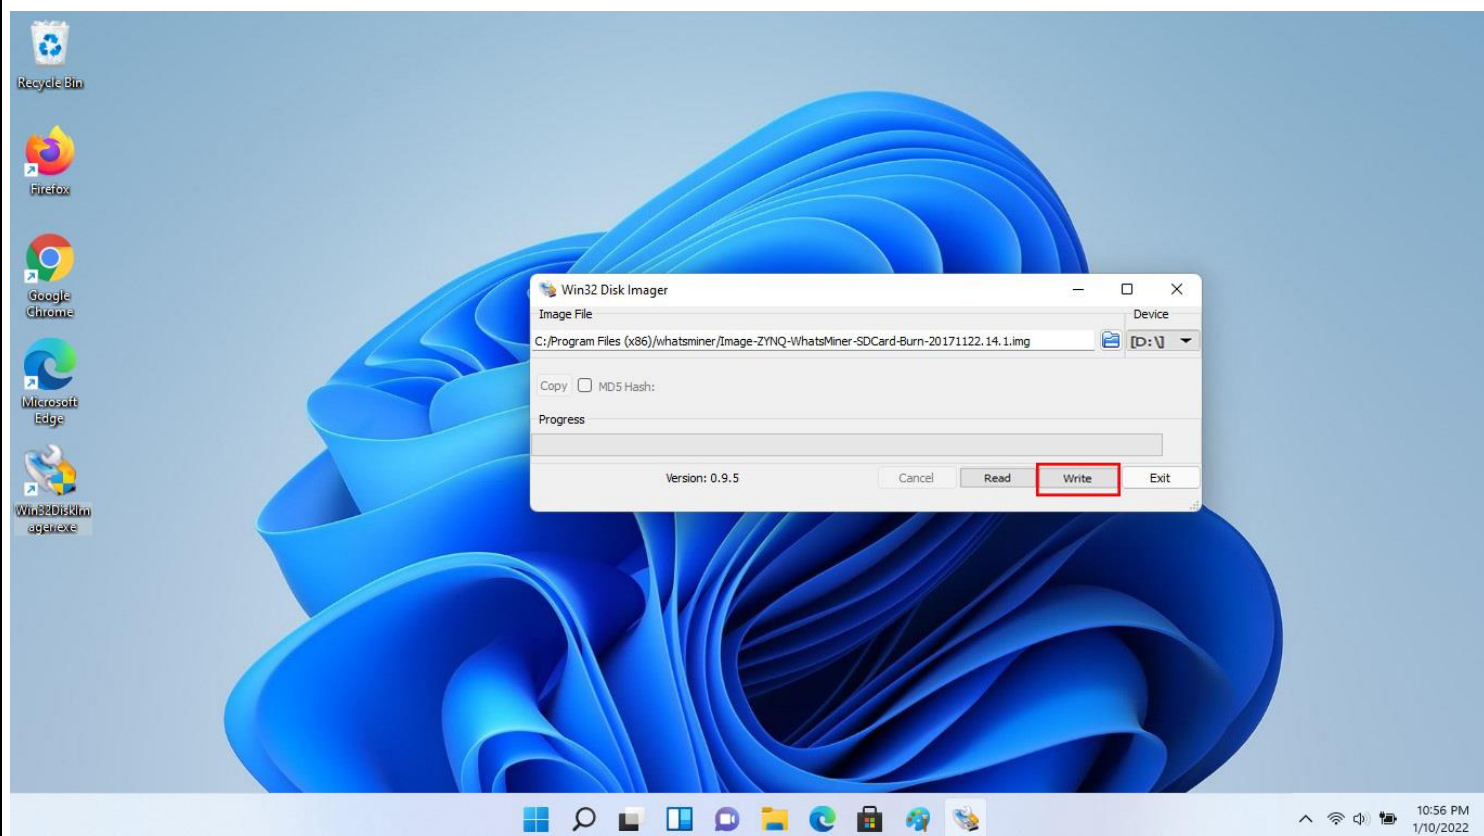 Recycle Bin
Firefox
Google
Chrome
Microsoft
Edge
Win32DiskIm
ager.exe
Win32 Disk Imager
Image File
Device
C:/Program Files (x86)/whatsminer/Image-ZYNQ-WhatsMiner-SDCard-Burn-20171122.14.1.img
[D:\]
Copy
MD5 Hash:
Progress
Version: 0.9.5
Cancel
Read
Write
Exit
10:56 PM
1/10/2022